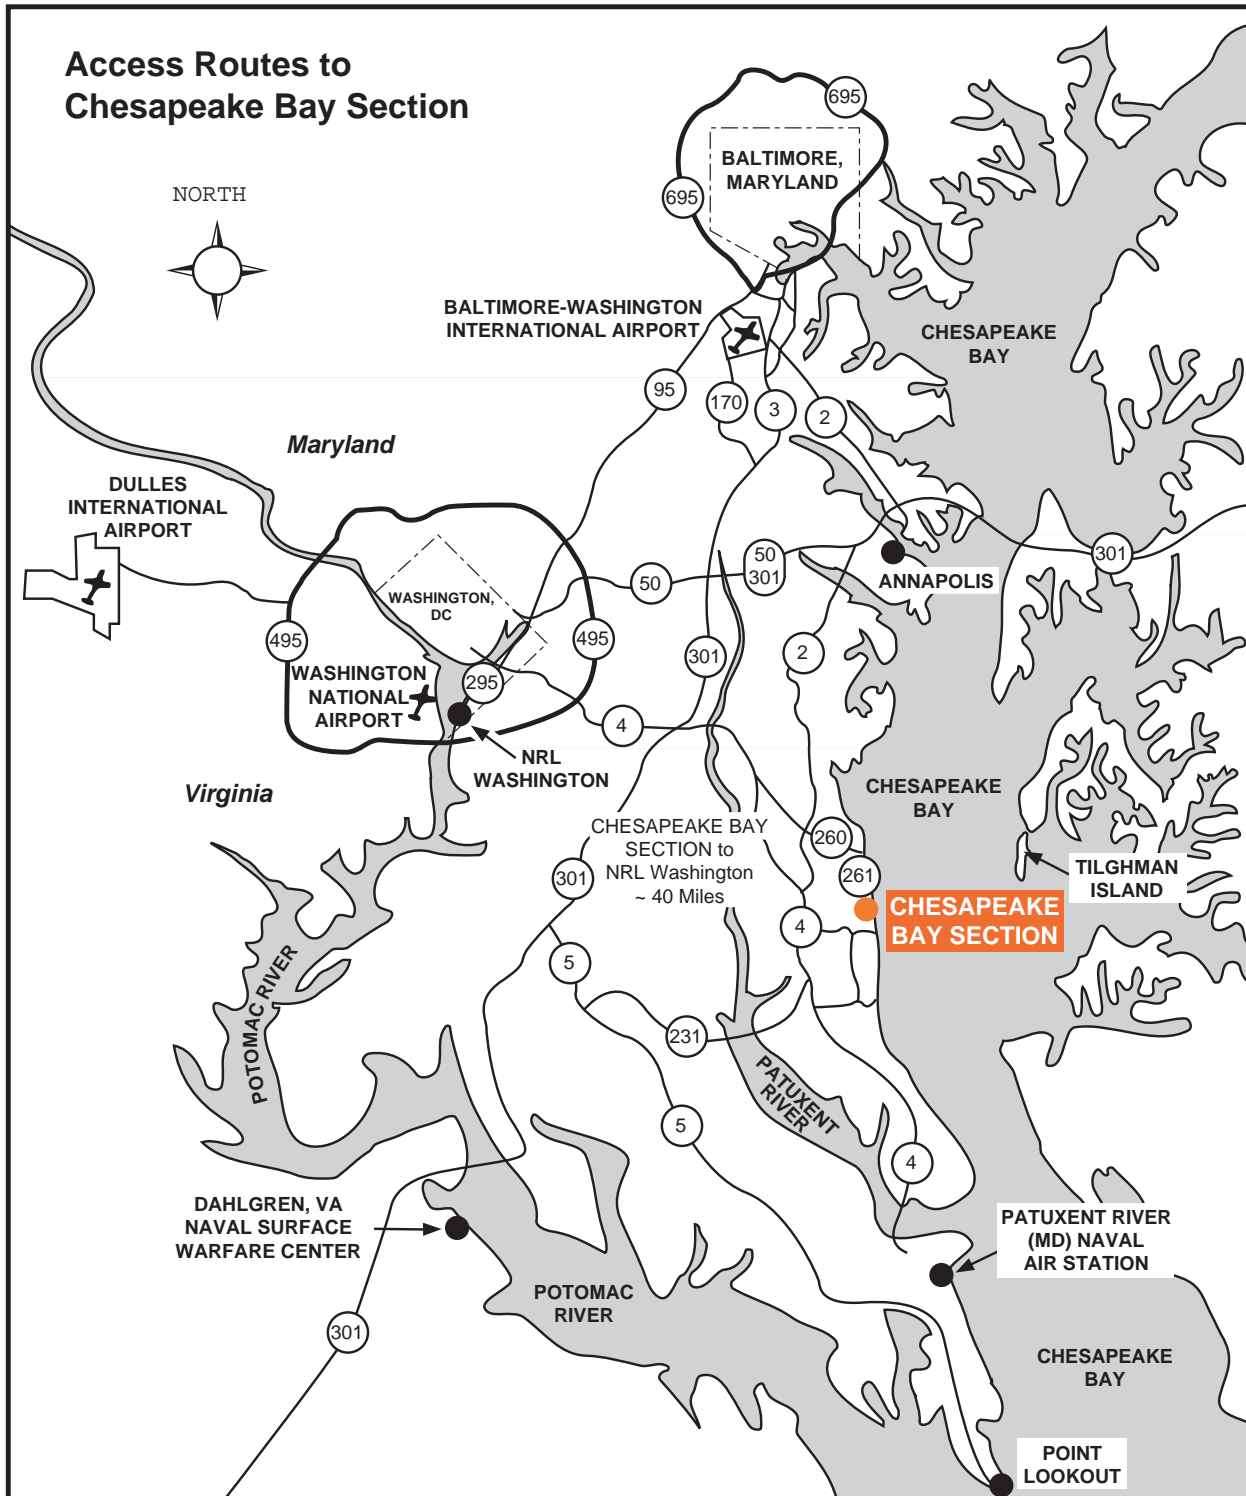 Access Routes to
Chesapeake Bay Section
NORTH
695
BALTIMORE,
MARYLAND
695
BALTIMORE-WASHINGTON
INTERNATIONAL AIRPORT
CHESAPEAKE
BAY
95
170
3
2
Maryland
DULLES
INTERNATIONAL
AIRPORT
50
301
301
ANNAPOLIS
50
WASHINGTON,
DC
495
495
301
2
WASHINGTON
NATIONAL
AIRPORT
295
4
NRL
WASHINGTON
Virginia
CHESAPEAKE
BAY
CHESAPEAKE BAY
SECTION to
NRL Washington
~ 40 Miles
260
261
301
TILGHMAN
ISLAND
CHESAPEAKE
BAY SECTION
4
5
POTOMAC RIVER
231
PATUXENT
RIVER
5
4
DAHLGREN, VA
NAVAL SURFACE
WARFARE CENTER
PATUXENT RIVER
(MD) NAVAL
AIR STATION
POTOMAC
RIVER
301
CHESAPEAKE
BAY
POINT
LOOKOUT